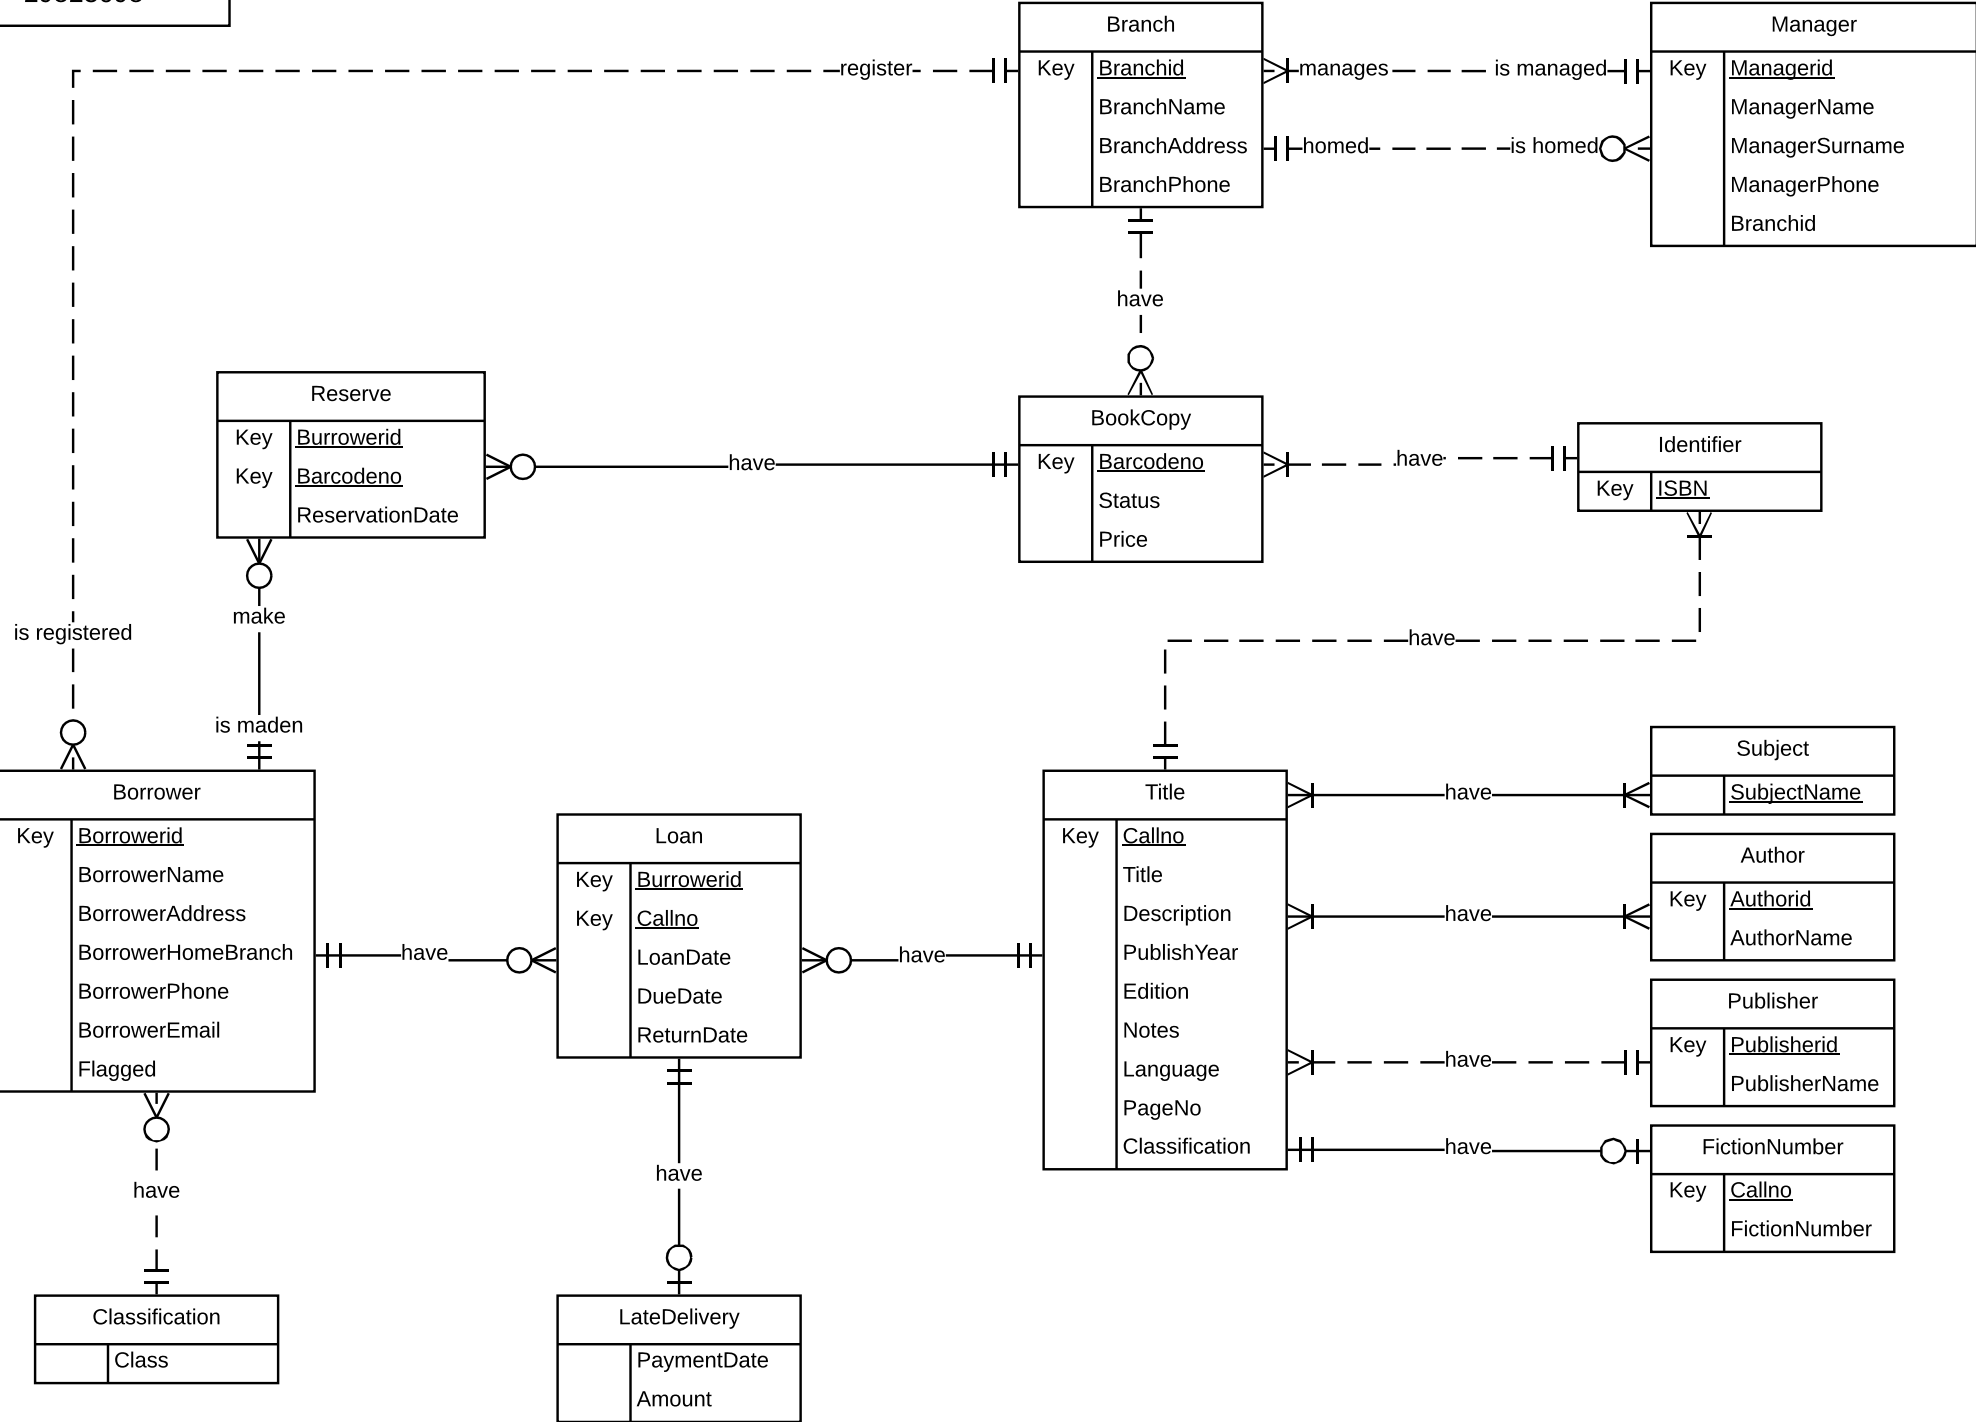 Branch
Key Branchid
BranchName
BranchAddress
BranchPhone
Manager
Key Managerid
ManagerName
ManagerSurname
ManagerPhone
Branchid
register
manages
is managed
homed
is homed
have
Reserve
Key Burrowerid
Key Barcodeno
ReservationDate
have
BookCopy
Key Barcodeno
Status
Price
have
Identifier
Key ISBN
make
is registered
is maden
have
Borrower
Key Borrowerid
BorrowerName
BorrowerAddress
BorrowerHomeBranch
BorrowerPhone
BorrowerEmail
Flagged
have
Loan
Key Burrowerid
Key Callno
LoanDate
DueDate
ReturnDate
have
Title
Key Callno
Title
Description
PublishYear
Edition
Notes
Language
PageNo
Classification
have
Subject
SubjectName
have
Author
Key Authorid
AuthorName
have
Publisher
Key Publisherid
PublisherName
have
FictionNumber
Key Callno
FictionNumber
have
have
Classification
Class
LateDelivery
PaymentDate
Amount